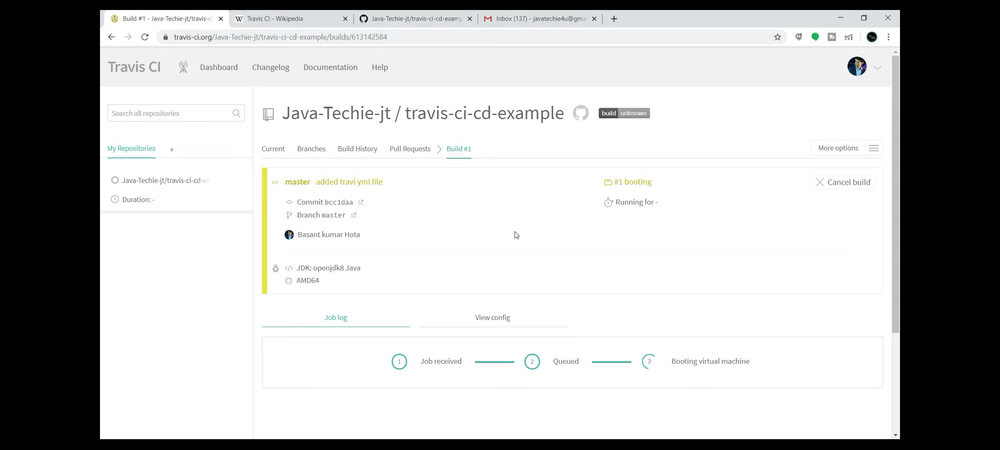 Build #1 - Java-Techie-jt/travis-ci
Travis CI - Wikipedia
Java-Techie-jt/travis-ci-cd-examp
Inbox (137) - javatechie4u@gma
travis-ci.org/Java-Techie-jt/travis-ci-cd-example/builds/613142584
Travis CI
Dashboard
Changelog
Documentation
Help
Search all repositories
Java-Techie-jt / travis-ci-cd-example
build unknown
My Repositories +
Current
Branches
Build History
Pull Requests
Build #1
More options
Java-Techie-jt/travis-ci-cd-ex
Duration: -
master added travi yml file
#1 booting
Cancel build
Commit bcc1daa
Running for -
Branch master
Basant kumar Hota
JDK: openjdk8 Java
AMD64
Job log
View config
1 Job received
2 Queued
3 Booting virtual machine